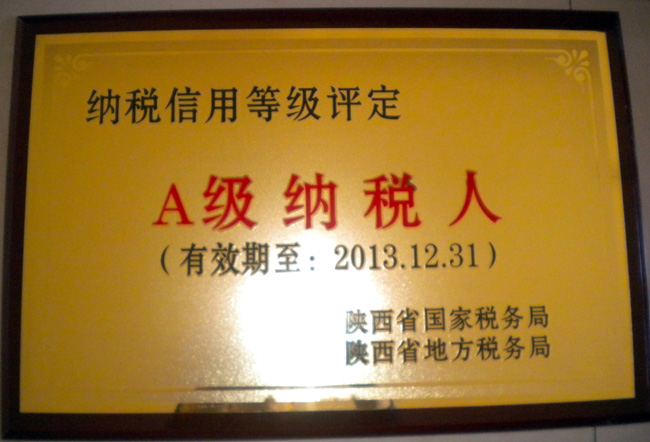 纳税信用等级评定
A级纳税人
（有效期至：2013.12.31）
陕西省国家税务局
陕西省地方税务局